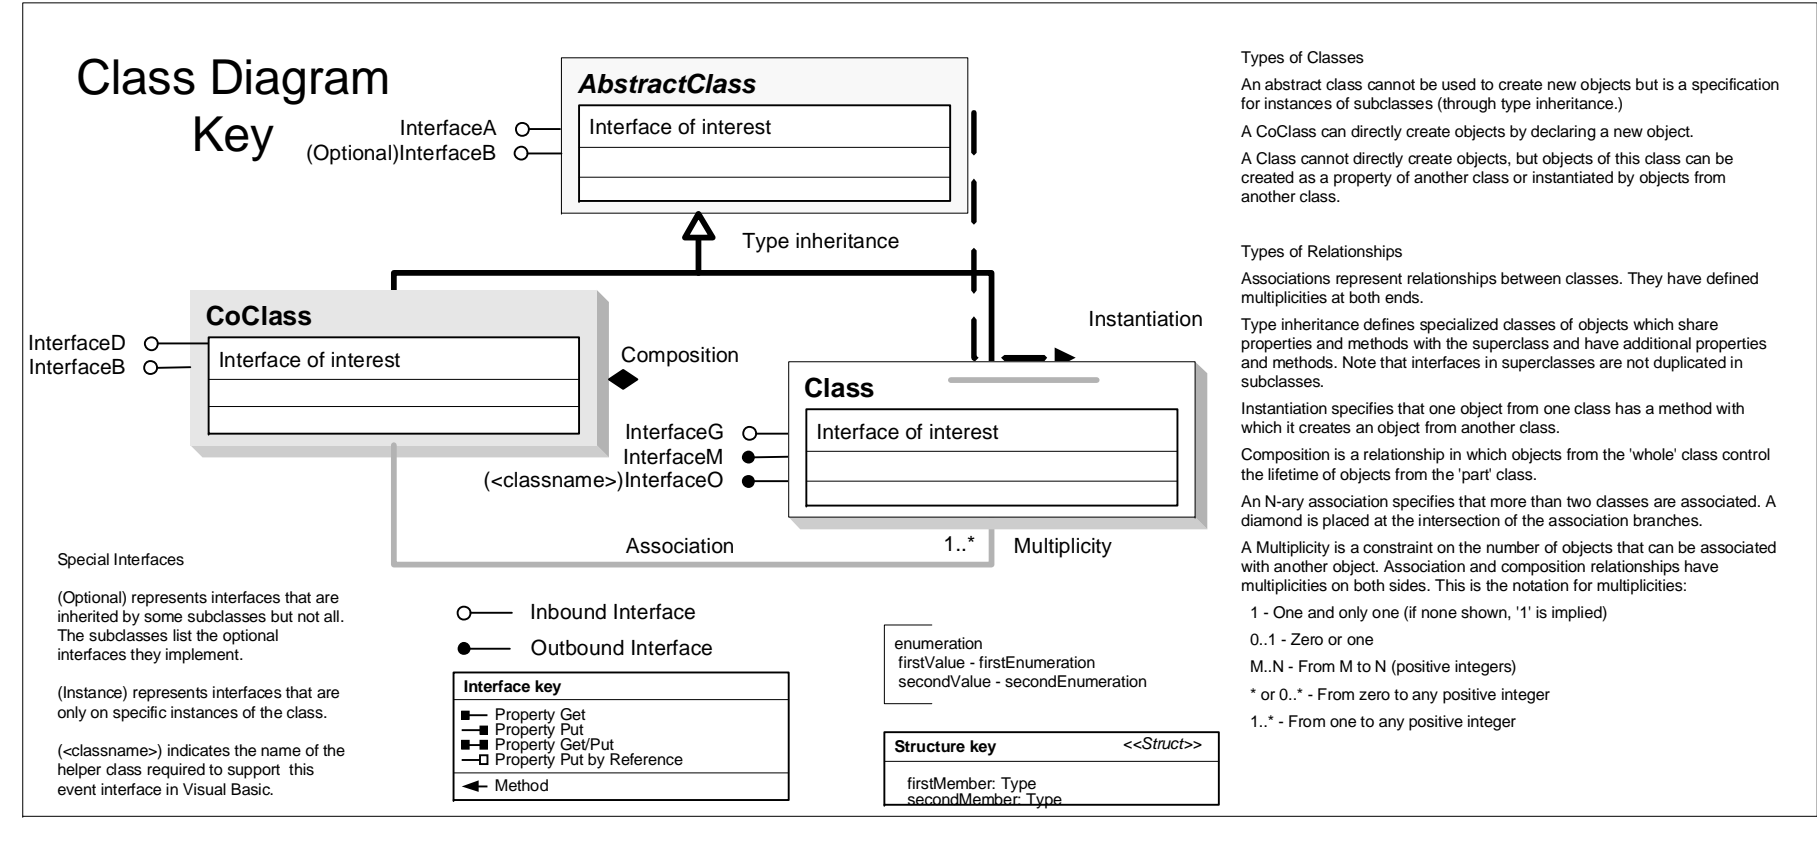 Class Diagram
Key
AbstractClass
Interface of interest
InterfaceA
(Optional)InterfaceB
Type inheritance
CoClass
Interface of interest
InterfaceD
InterfaceB
Composition
Instantiation
Class
Interface of interest
InterfaceG
InterfaceM
(<classname>)InterfaceO
Association
1..*
Multiplicity
Special Interfaces
(Optional) represents interfaces that are
inherited by some subclasses but not all.
The subclasses list the optional
interfaces they implement.
(Instance) represents interfaces that are
only on specific instances of the class.
(<classname>) indicates the name of the
helper class required to support this
event interface in Visual Basic.
Inbound Interface
Outbound Interface
Interface key
Property Get
Property Put
Property Get/Put
Property Put by Reference
Method
enumeration
firstValue - firstEnumeration
secondValue - secondEnumeration
Structure key <<Struct>>
firstMember: Type
secondMember: Type
Types of Classes
An abstract class cannot be used to create new objects but is a specification
for instances of subclasses (through type inheritance.)
A CoClass can directly create objects by declaring a new object.
A Class cannot directly create objects, but objects of this class can be
created as a property of another class or instantiated by objects from
another class.
Types of Relationships
Associations represent relationships between classes. They have defined
multiplicities at both ends.
Type inheritance defines specialized classes of objects which share
properties and methods with the superclass and have additional properties
and methods. Note that interfaces in superclasses are not duplicated in
subclasses.
Instantiation specifies that one object from one class has a method with
which it creates an object from another class.
Composition is a relationship in which objects from the 'whole' class control
the lifetime of objects from the 'part' class.
An N-ary association specifies that more than two classes are associated. A
diamond is placed at the intersection of the association branches.
A Multiplicity is a constraint on the number of objects that can be associated
with another object. Association and composition relationships have
multiplicities on both sides. This is the notation for multiplicities:
1 - One and only one (if none shown, '1' is implied)
0..1 - Zero or one
M..N - From M to N (positive integers)
* or 0..* - From zero to any positive integer
1..* - From one to any positive integer